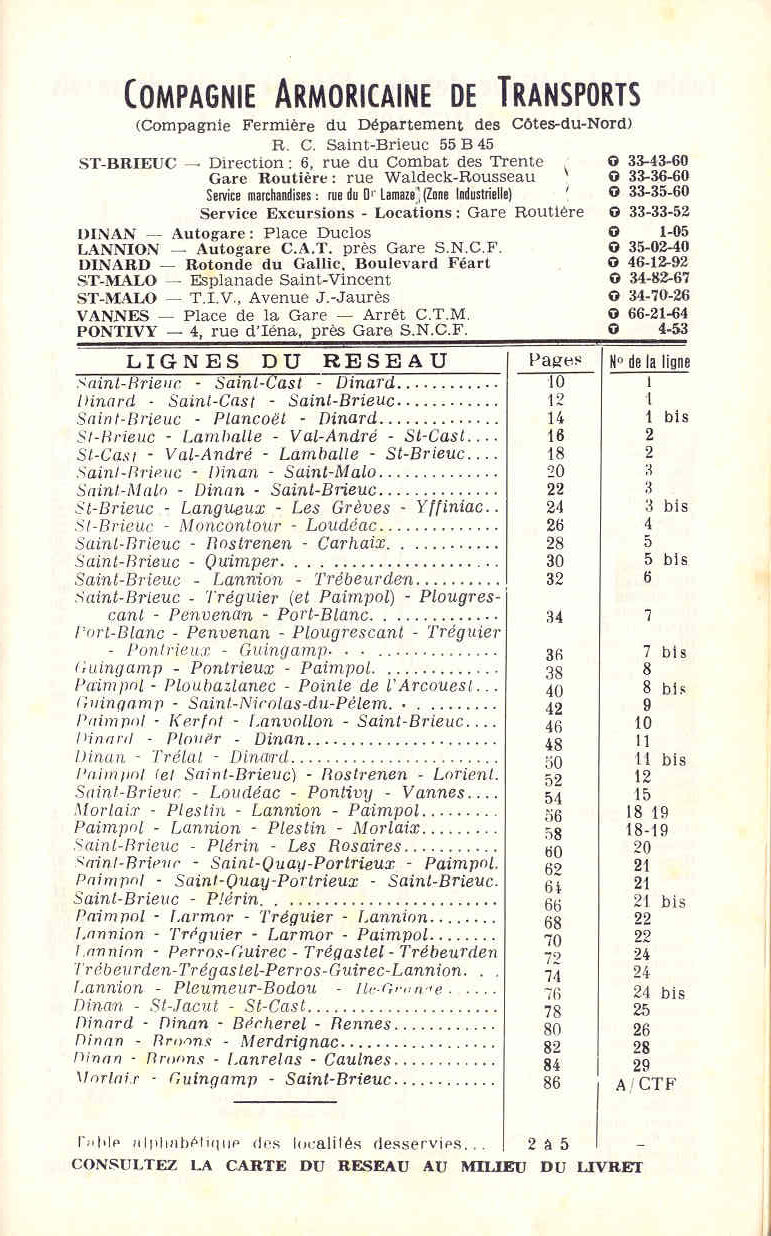 COMPAGNIE ARMORICAINE DE TRANSPORTS
(Compagnie Fermière du Département des Côtes-du-Nord)
R. C. Saint-Brieuc 55 B 45
ST-BRIEUC — Direction : 6, rue du Combat des Trente 33-43-60
Gare Routière : rue Waldeck-Rousseau 33-36-60
Service marchandises : rue du Dr Lamaze (Zone Industrielle) 33-35-60
Service Excursions - Locations : Gare Routière 33-33-52
DINAN — Autogare : Place Duclos 1-05
LANNION — Autogare C.A.T. près Gare S.N.C.F. 35-02-40
DINARD — Rotonde du Gallic, Boulevard Féart 46-12-92
ST-MALO — Esplanade Saint-Vincent 34-82-67
ST-MALO — T.I.V., Avenue J.-Jaurès 34-70-26
VANNES — Place de la Gare — Arrêt C.T.M. 66-21-64
PONTIVY — 4, rue d'Iéna, près Gare S.N.C.F. 4-53
LIGNES DU RESEAU Pages No de la ligne
Saint-Brieuc - Saint-Cast - Dinard............ 10 1
Dinard - Saint-Cast - Saint-Brieuc............ 12 1
Saint-Brieuc - Plancoët - Dinard.............. 14 1 bis
St-Brieuc - Lamballe - Val-André - St-Cast.... 16 2
St-Cast - Val-André - Lamballe - St-Brieuc.... 18 2
Saint-Brieuc - Dinan - Saint-Malo.............. 20 3
Saint-Malo - Dinan - Saint-Brieuc.............. 22 3
St-Brieuc - Langueux - Les Grèves - Yffiniac.. 24 3 bis
St-Brieuc - Moncontour - Loudéac.............. 26 4
Saint-Brieuc - Rostrenen - Carhaix. ........... 28 5
Saint-Brieuc - Quimper. . ..................... 30 5 bis
Saint-Brieuc - Lannion - Trébeurden.......... 32 6
Saint-Brieuc - Tréguier (et Paimpol) - Plougres-
cant - Penvenan - Port-Blanc. ............. 34 7
Port-Blanc - Penvenan - Plougrescant - Tréguier
- Pontrieux - Guingamp. . . ............... 36 7 bis
Guingamp - Pontrieux - Paimpol. ............. 38 8
Paimpol - Ploubazlanec - Pointe de l'Arcouest... 40 8 bis
Guingamp - Saint-Nicolas-du-Pélem. . ......... 42 9
Paimpol - Kerfot - Lanvollon - Saint-Brieuc.... 46 10
Dinard - Plouër - Dinan....................... 48 11
Dinan - Trélat - Dinard........................ 50 11 bis
Paimpol (et Saint-Brieuc) - Rostrenen - Lorient. 52 12
Saint-Brieuc - Loudéac - Pontivy - Vannes.... 54 15
Morlaix - Plestin - Lannion - Paimpol......... 56 18 19
Paimpol - Lannion - Plestin - Morlaix......... 58 18-19
Saint-Brieuc - Plérin - Les Rosaires........... 60 20
Saint-Brieuc - Saint-Quay-Portrieux - Paimpol. 62 21
Paimpol - Saint-Quay-Portrieux - Saint-Brieuc. 64 21
Saint-Brieuc - Plérin. . ........................ 66 21 bis
Paimpol - Larmor - Tréguier - Lannion........ 68 22
Lannion - Tréguier - Larmor - Paimpol........ 70 22
Lannion - Perros-Guirec - Trégastel - Trébeurden 72 24
Trébeurden-Trégastel-Perros-Guirec-Lannion. . . 74 24
Lannion - Pleumeur-Bodou - Ile-Grande ...... 76 24 bis
Dinan - St-Jacut - St-Cast...................... 78 25
Dinard - Dinan - Bécherel - Rennes............ 80 26
Dinan - Broons - Merdrignac................... 82 28
Dinan - Broons - Lanrelas - Caulnes............ 84 29
Morlaix - Guingamp - Saint-Brieuc............ 86 A/CTF
Table alphabétique des localités desservies... 2 à 5 –
CONSULTEZ LA CARTE DU RESEAU AU MILIEU DU LIVRET